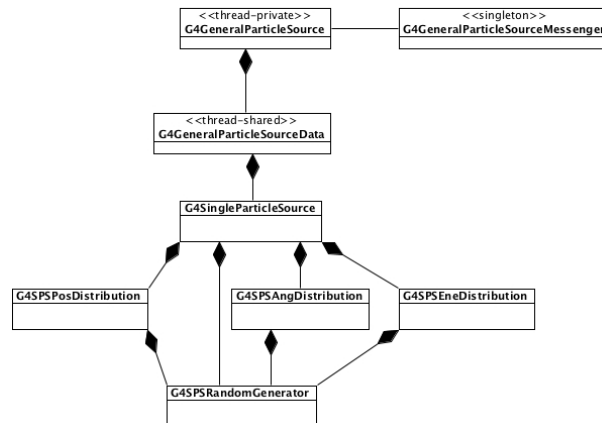 <<thread-private>>
G4GeneralParticleSource
<<singleton>>
G4GeneralParticleSourceMessenger
<<thread-shared>>
G4GeneralParticleSourceData
G4SingleParticleSource
G4SPSPosDistribution
G4SPSAngDistribution
G4SPSEneDistribution
G4SPSRandomGenerator